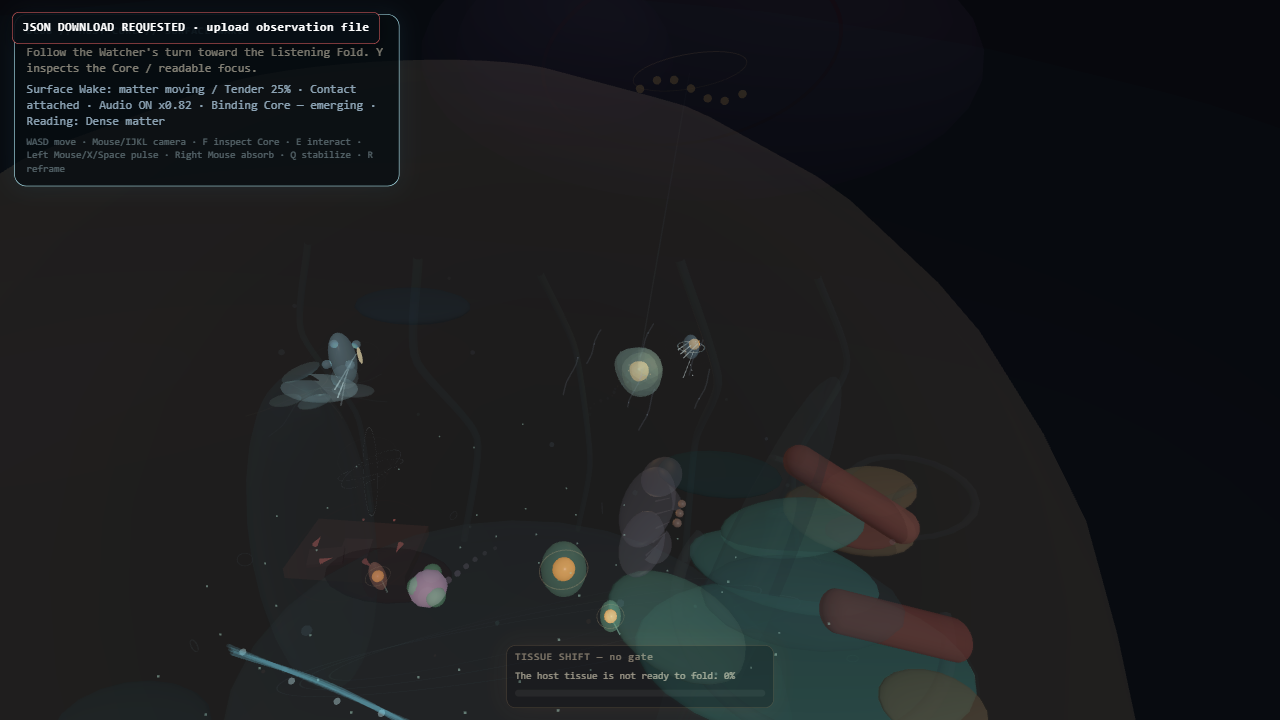 JSON DOWNLOAD REQUESTED · upload observation file
Follow the Watcher's turn toward the Listening Fold. Y
inspects the Core / readable focus.
Surface Wake: matter moving / Tender 25% · Contact
attached · Audio ON x0.82 · Binding Core — emerging ·
Reading: Dense matter
WASD move · Mouse/IJKL camera · F inspect Core · E interact ·
Left Mouse/X/Space pulse · Right Mouse absorb · Q stabilize · R
reframe
TISSUE SHIFT — no gate
The host tissue is not ready to fold: 0%